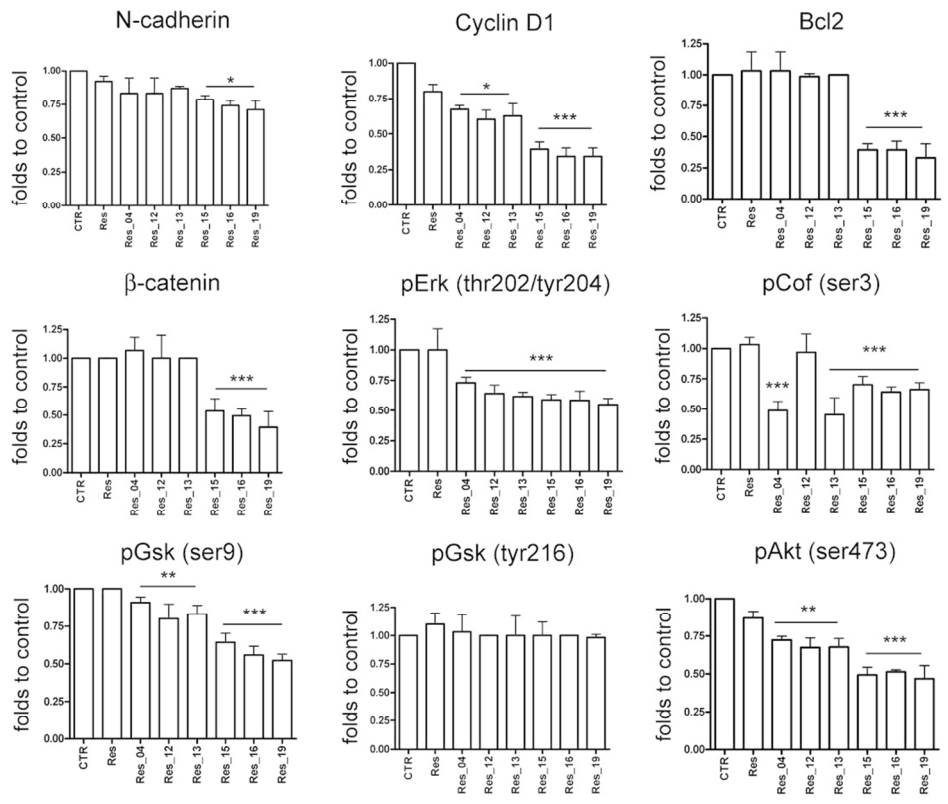 N-cadherin
folds to control
1.00
0.75
0.50
0.25
0.00
*
CTR
Res
Res_04
Res_12
Res_13
Res_15
Res_16
Res_19
Cyclin D1
folds to control
1.00
0.75
0.50
0.25
0.00
*
***
CTR
Res
Res_04
Res_12
Res_13
Res_15
Res_16
Res_19
Bcl2
folds to control
1.25
1.00
0.75
0.50
0.25
0.00
***
CTR
Res
Res_04
Res_12
Res_13
Res_15
Res_16
Res_19
β-catenin
folds to control
1.25
1.00
0.75
0.50
0.25
0.00
***
CTR
Res
Res_04
Res_12
Res_13
Res_15
Res_16
Res_19
pErk (thr202/tyr204)
folds to control
1.25
1.00
0.75
0.50
0.25
0.00
***
CTR
Res
Res_04
Res_12
Res_13
Res_15
Res_16
Res_19
pCof (ser3)
folds to control
1.25
1.00
0.75
0.50
0.25
0.00
***
***
CTR
Res
Res_04
Res_12
Res_13
Res_15
Res_16
Res_19
pGsk (ser9)
folds to control
1.00
0.75
0.50
0.25
0.00
**
***
CTR
Res
Res_04
Res_12
Res_13
Res_15
Res_16
Res_19
pGsk (tyr216)
folds to control
1.25
1.00
0.75
0.50
0.25
0.00
CTR
Res
Res_04
Res_12
Res_13
Res_15
Res_16
Res_19
pAkt (ser473)
folds to control
1.00
0.75
0.50
0.25
0.00
**
***
CTR
Res
Res_04
Res_12
Res_13
Res_15
Res_16
Res_19